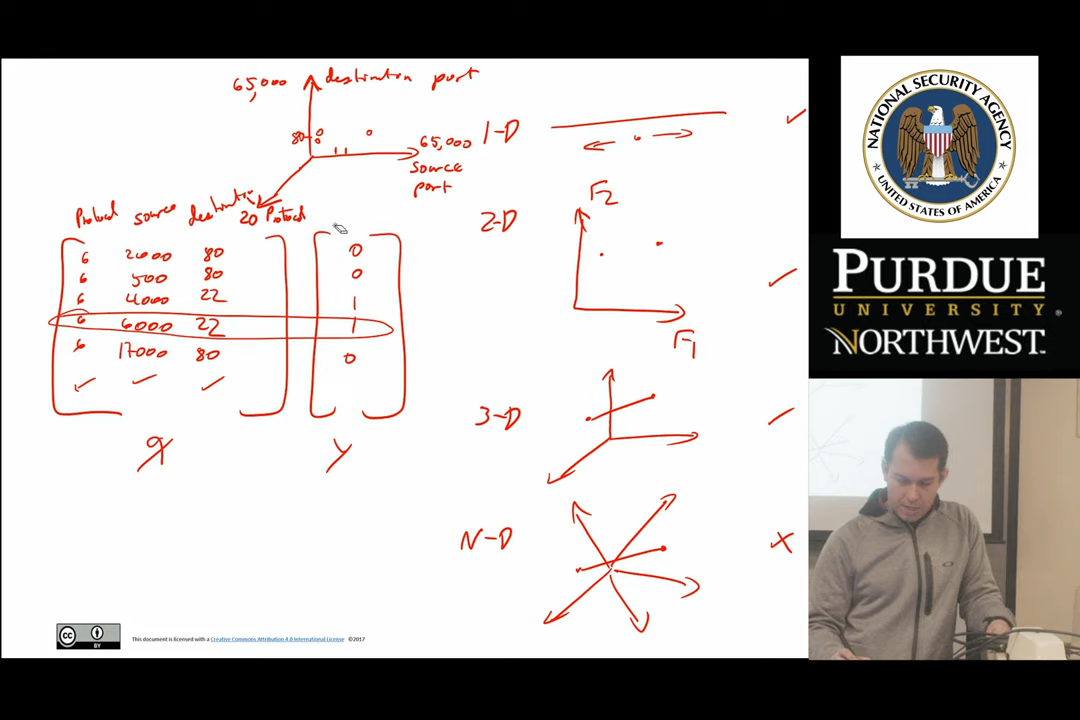 65,000 destination port
80
65,000
source
port
20 Protocol
Protocol source destination
6 2000 80 0
6 500 80 0
6 4000 22 1
6 6000 22 1
6 17000 80 0
X y
1-D
2-D
F2
F1
3-D
N-D
NATIONAL SECURITY AGENCY
UNITED STATES OF AMERICA
PURDUE
UNIVERSITY
NORTHWEST
cc
BY
This document is licensed with a Creative Commons Attribution 4.0 International License ©2017